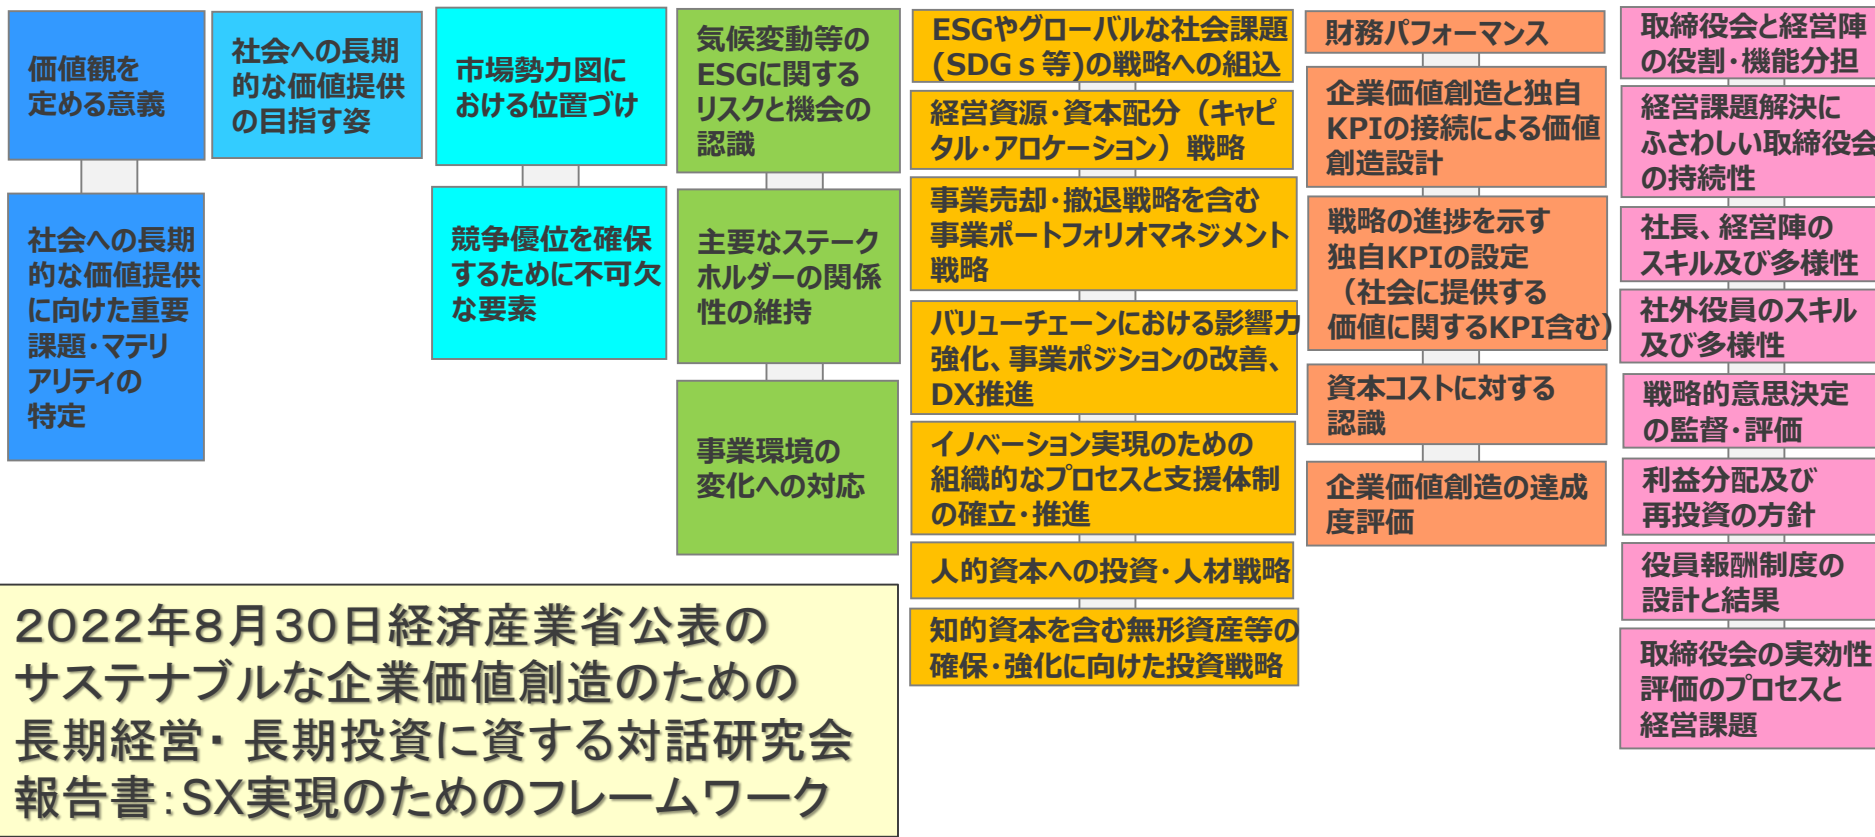 価値観を
定める意義
社会への長期
的な価値提供
に向けた重要
課題・マテリ
アリティの
特定
社会への長期
的な価値提供
の目指す姿
市場勢力図に
おける位置づけ
競争優位を確保
するために不可欠
な要素
気候変動等の
ESGに関する
リスクと機会の
認識
主要なステーク
ホルダーの関係
性の維持
事業環境の
変化への対応
ESGやグローバルな社会課題
(SDGｓ等)の戦略への組込
経営資源・資本配分（キャピ
タル・アロケーション）戦略
事業売却・撤退戦略を含む
事業ポートフォリオマネジメント
戦略
バリューチェーンにおける影響力
強化、事業ポジションの改善、
DX推進
イノベーション実現のための
組織的なプロセスと支援体制
の確立・推進
人的資本への投資・人材戦略
知的資本を含む無形資産等の
確保・強化に向けた投資戦略
財務パフォーマンス
企業価値創造と独自
KPIの接続による価値
創造設計
戦略の進捗を示す
独自KPIの設定
（社会に提供する
価値に関するKPI含む）
資本コストに対する
認識
企業価値創造の達成
度評価
取締役会と経営陣
の役割・機能分担
経営課題解決に
ふさわしい取締役会
の持続性
社長、経営陣の
スキル及び多様性
社外役員のスキル
及び多様性
戦略的意思決定
の監督・評価
利益分配及び
再投資の方針
役員報酬制度の
設計と結果
取締役会の実効性
評価のプロセスと
経営課題
２０２２年８月３０日経済産業省公表の
サステナブルな企業価値創造のための
長期経営・長期投資に資する対話研究会
報告書：SX実現のためのフレームワーク